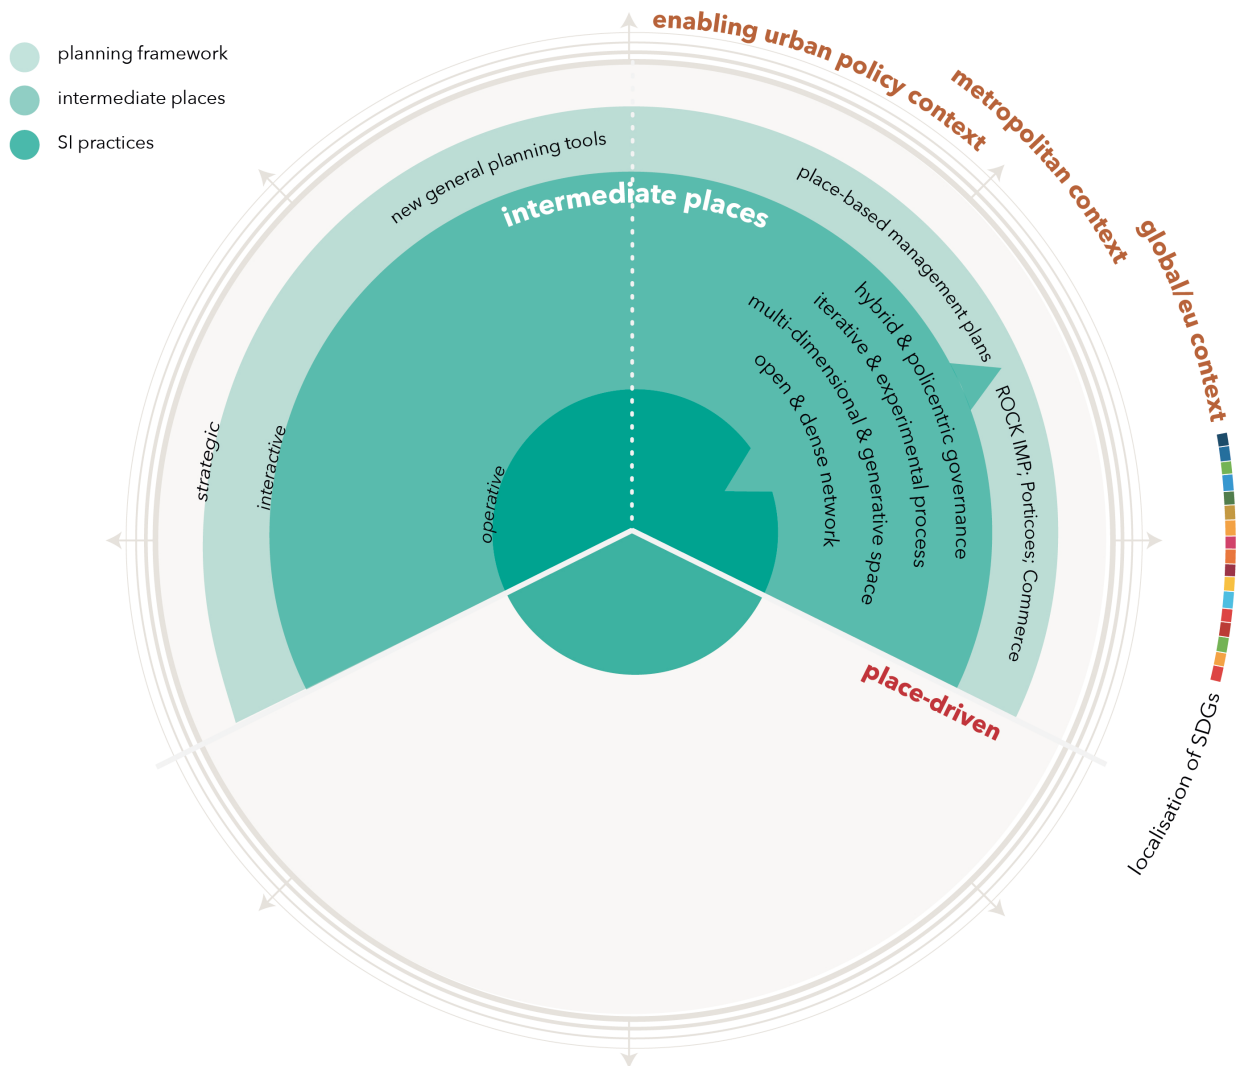 planning framework
intermediate places
SI practices
enabling urban policy context
metropolitan context
global/eu context
localisation of SDGs
new general planning tools
place-based management plans
ROCK IMP; Porticoes; Commerce
intermediate places
hybrid & policentric governance
iterative & experimental process
multi-dimensional & generative space
open & dense network
strategic
interactive
operative
place-driven